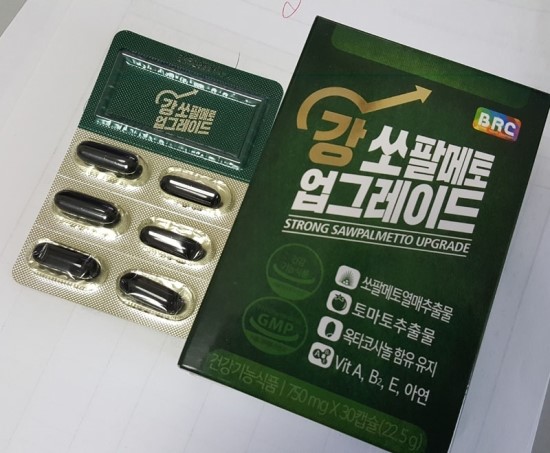 강 쏘팔메토
업그레이드
BRC
강 쏘팔메토
업그레이드
STRONG SAWPALMETTO UPGRADE
쏘팔메토열매추출물
토마토추출물
옥타코사놀 함유 유지
Vit A, B₂, E, 아연
GMP
건강기능식품 | 750 mg X 30캡슐(22.5 g)